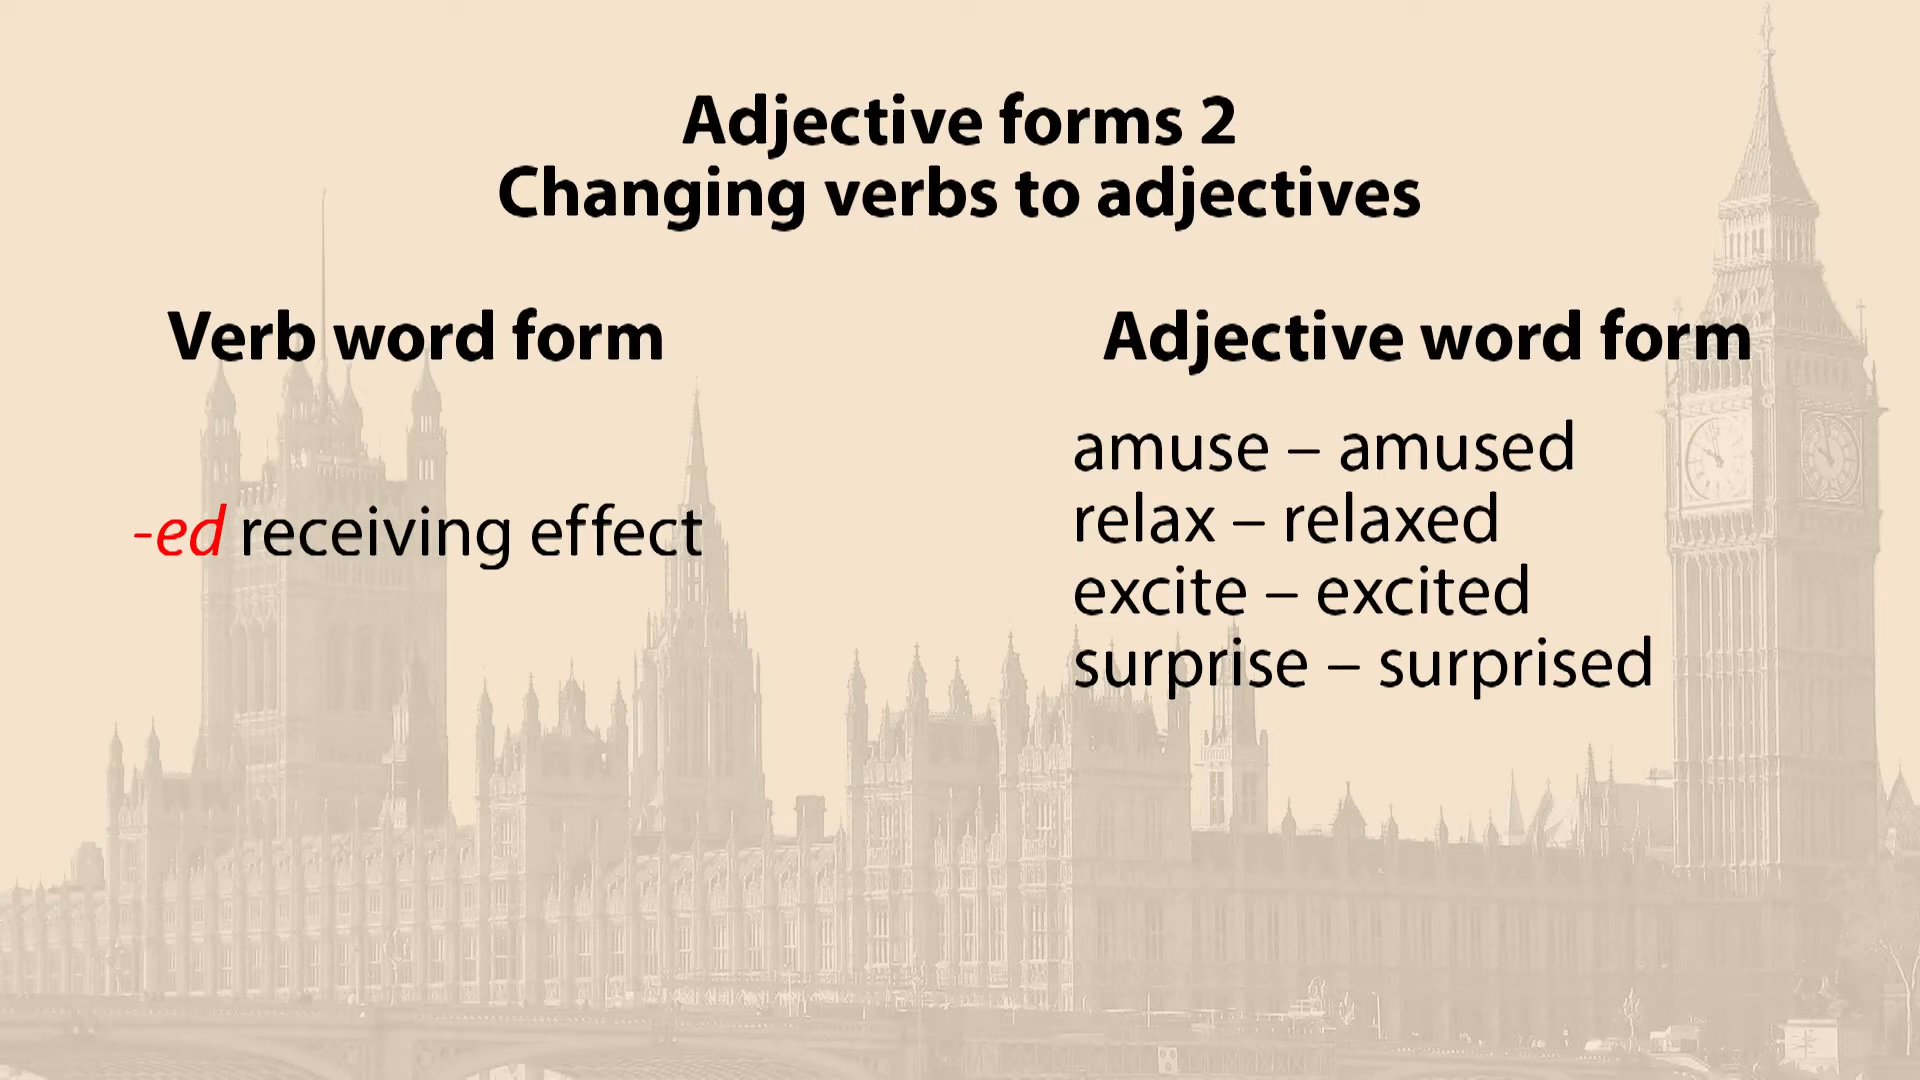 Adjective forms 2
Changing verbs to adjectives
Verb word form
Adjective word form
-ed receiving effect
amuse – amused
relax – relaxed
excite – excited
surprise – surprised